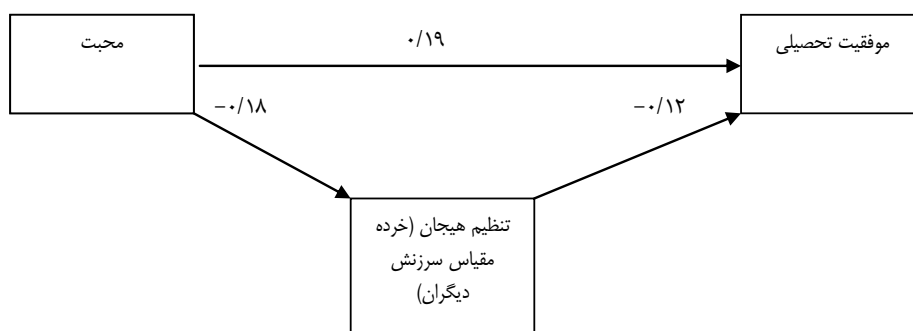 محبت
۰/۱۹
موفقیت تحصیلی
−۰/۱۸
−۰/۱۲
تنظیم هیجان (خرده
مقیاس سرزنش
دیگران)